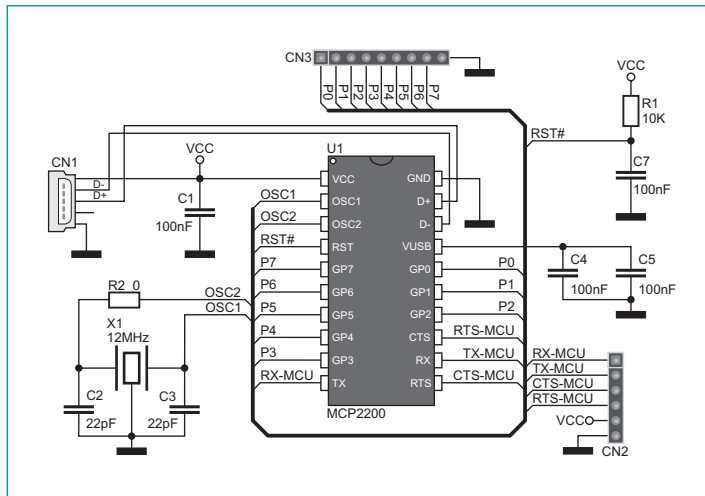 CN3
P0
P1
P2
P3
P4
P5
P6
P7
VCC
R1
10K
RST#
C7
100nF
CN1
D-
D+
VCC
C1
100nF
U1
VCC
OSC1
OSC2
RST
GP7
GP6
GP5
GP4
GP3
TX
GND
D+
D-
VUSB
GP0
GP1
GP2
CTS
RX
RTS
MCP2200
OSC1
OSC2
RST#
P7
P6
P5
P4
P3
RX-MCU
P0
P1
P2
RTS-MCU
TX-MCU
CTS-MCU
C4
100nF
C5
100nF
R2 0
OSC2
OSC1
X1
12MHz
C2
22pF
C3
22pF
RX-MCU
TX-MCU
CTS-MCU
RTS-MCU
VCC
CN2